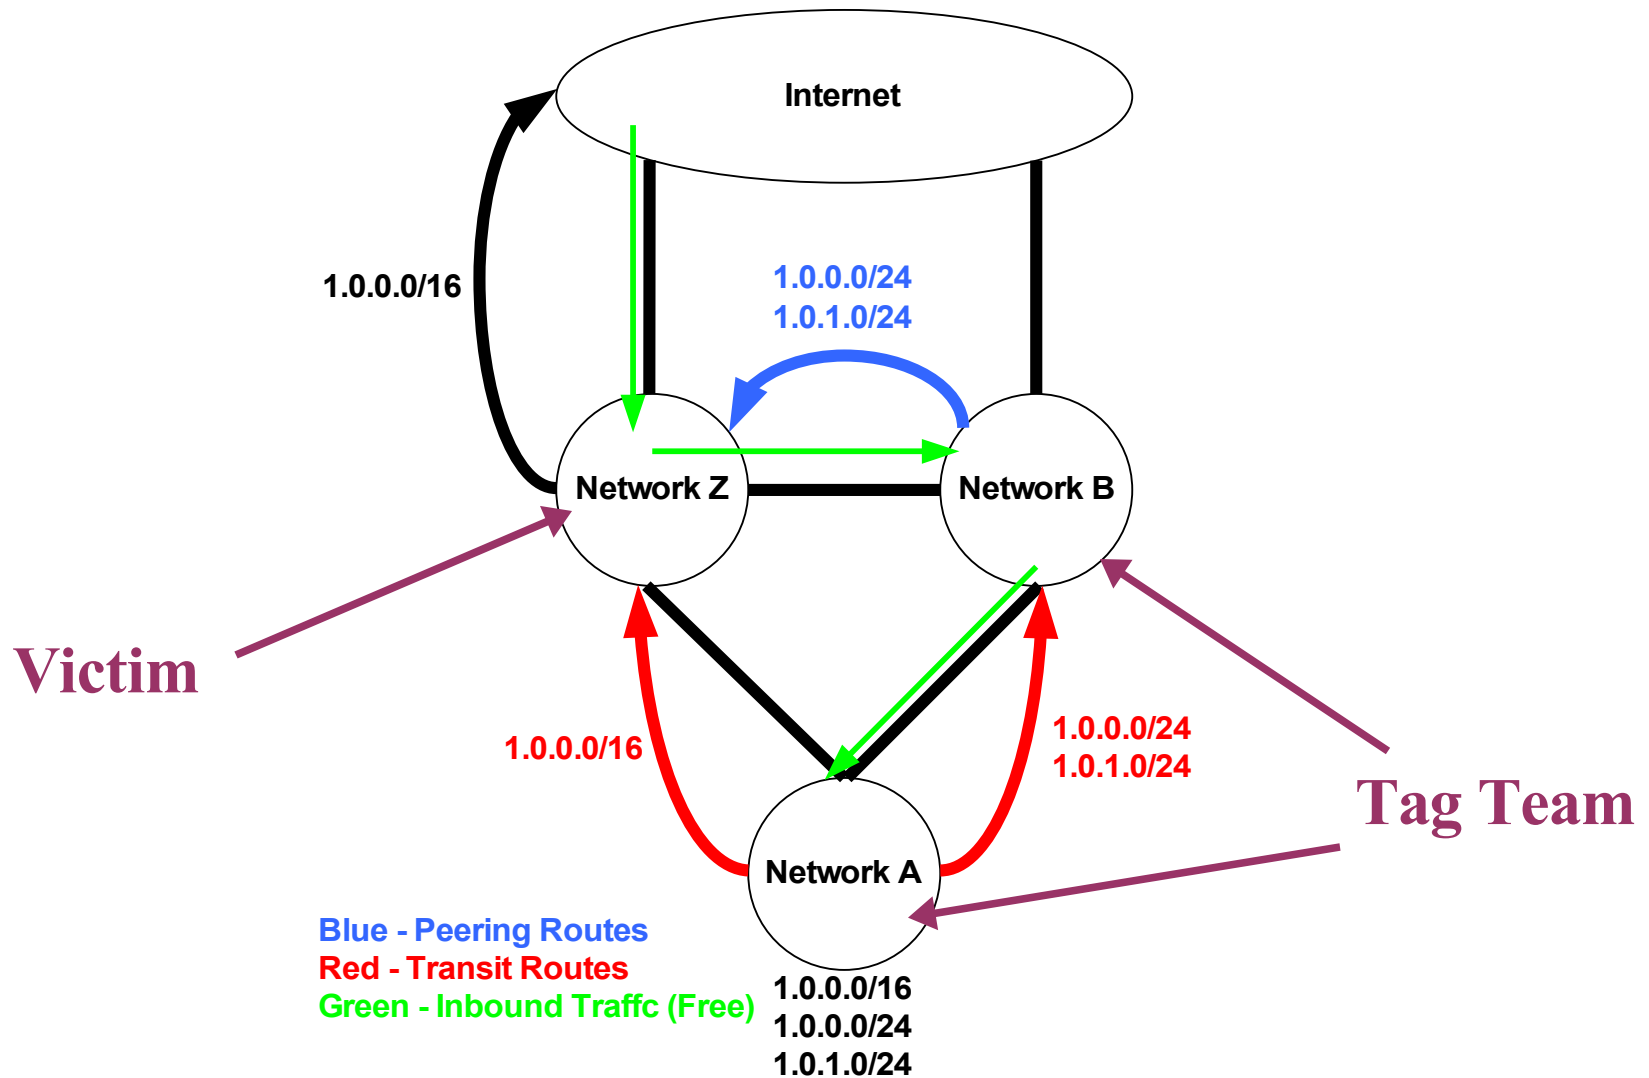 Internet
1.0.0.0/16
1.0.0.0/24
1.0.1.0/24
Network Z
Network B
Victim
1.0.0.0/16
1.0.0.0/24
1.0.1.0/24
Tag Team
Network A
Blue - Peering Routes
Red - Transit Routes
Green - Inbound Traffc (Free)
1.0.0.0/16
1.0.0.0/24
1.0.1.0/24